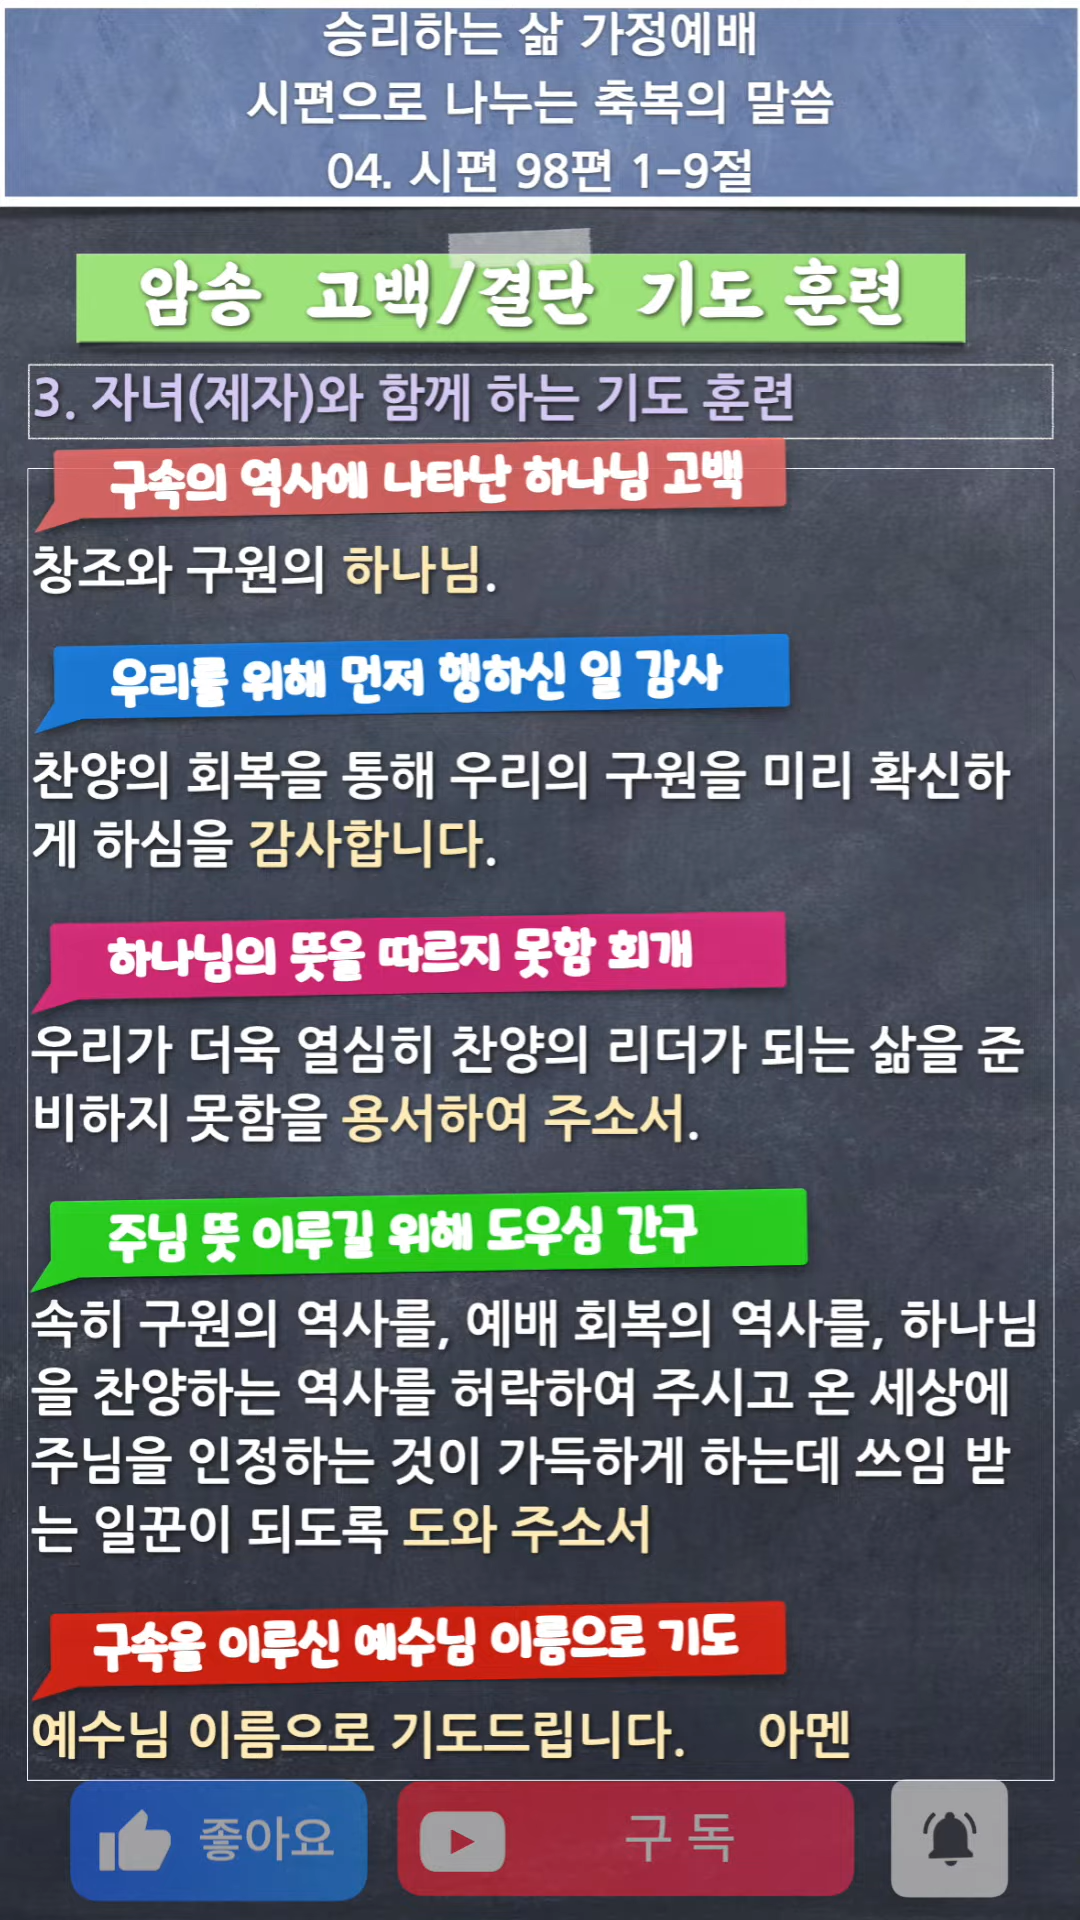 승리하는 삶 가정예배
시편으로 나누는 축복의 말씀
04. 시편 98편 1-9절
암송 고백/결단 기도 훈련
3. 자녀(제자)와 함께 하는 기도 훈련
구속의 역사에 나타난 하나님 고백
창조와 구원의 하나님.
우리를 위해 먼저 행하신 일 감사
찬양의 회복을 통해 우리의 구원을 미리 확신하
게 하심을 감사합니다.
하나님의 뜻을 따르지 못함 회개
우리가 더욱 열심히 찬양의 리더가 되는 삶을 준
비하지 못함을 용서하여 주소서.
주님 뜻 이루길 위해 도우심 간구
속히 구원의 역사를, 예배 회복의 역사를, 하나님
을 찬양하는 역사를 허락하여 주시고 온 세상에
주님을 인정하는 것이 가득하게 하는데 쓰임 받
는 일꾼이 되도록 도와 주소서
구속을 이루신 예수님 이름으로 기도
예수님 이름으로 기도드립니다. 아멘
좋아요 구독